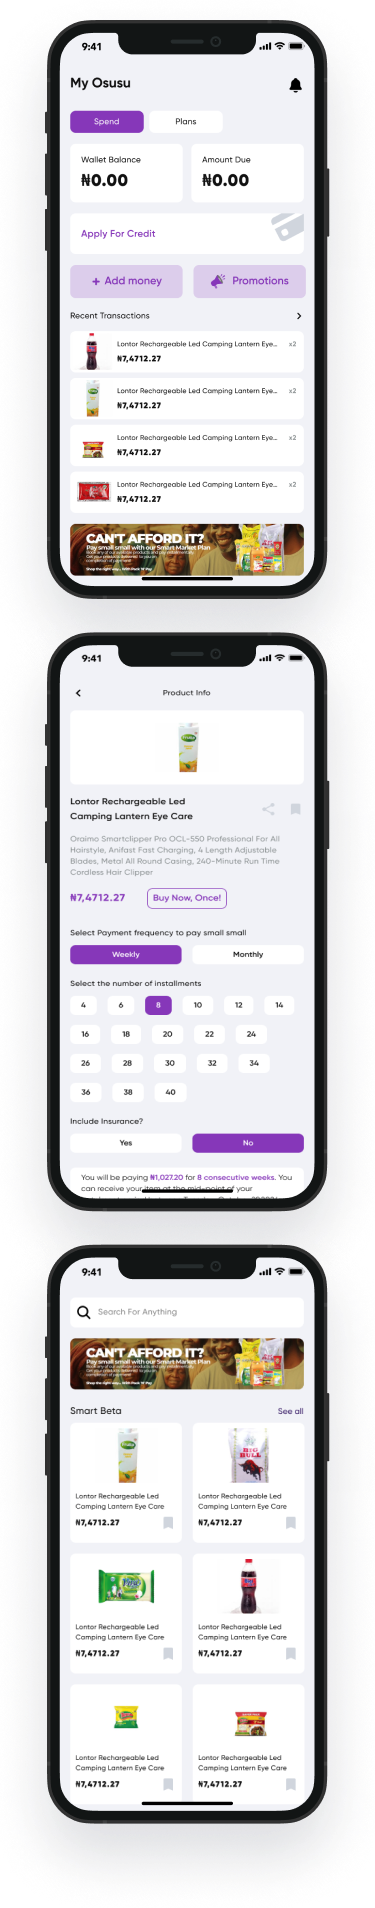 9:41
My Osusu
Spend Plans
Wallet Balance Amount Due
₦0.00 ₦0.00
Apply For Credit
+ Add money Promotions
Recent Transactions
Lontor Rechargeable Led Camping Lantern Eye... x2
₦7,4712.27
Lontor Rechargeable Led Camping Lantern Eye... x2
₦7,4712.27
Lontor Rechargeable Led Camping Lantern Eye... x2
₦7,4712.27
Lontor Rechargeable Led Camping Lantern Eye... x2
₦7,4712.27
CAN'T AFFORD IT?
Pay small small with our Smart Market Plan
9:41
Product Info
Lontor Rechargeable Led
Camping Lantern Eye Care
Oraimo Smartclipper Pro OCL-550 Professional For All
Hairstyle, Anifast Fast Charging, 4 Length Adjustable
Blades, Metal All Round Casing, 240-Minute Run Time
Cordless Hair Clipper
₦7,4712.27 Buy Now, Once!
Select Payment frequency to pay small small
Weekly Monthly
Select the number of installments
4 6 8 10 12 14
16 18 20 22 24
26 28 30 32 34
36 38 40
Include Insurance?
Yes No
You will be paying ₦1,027.20 for 8 consecutive weeks. You
can receive your item at the mid-point of your
9:41
Search For Anything
CAN'T AFFORD IT?
Pay small small with our Smart Market Plan
Smart Beta See all
BIG
BULL
Lontor Rechargeable Led Lontor Rechargeable Led
Camping Lantern Eye Care Camping Lantern Eye Care
₦7,4712.27 ₦7,4712.27
Lontor Rechargeable Led Lontor Rechargeable Led
Camping Lantern Eye Care Camping Lantern Eye Care
₦7,4712.27 ₦7,4712.27
Lontor Rechargeable Led Lontor Rechargeable Led
Camping Lantern Eye Care Camping Lantern Eye Care
₦7,4712.27 ₦7,4712.27